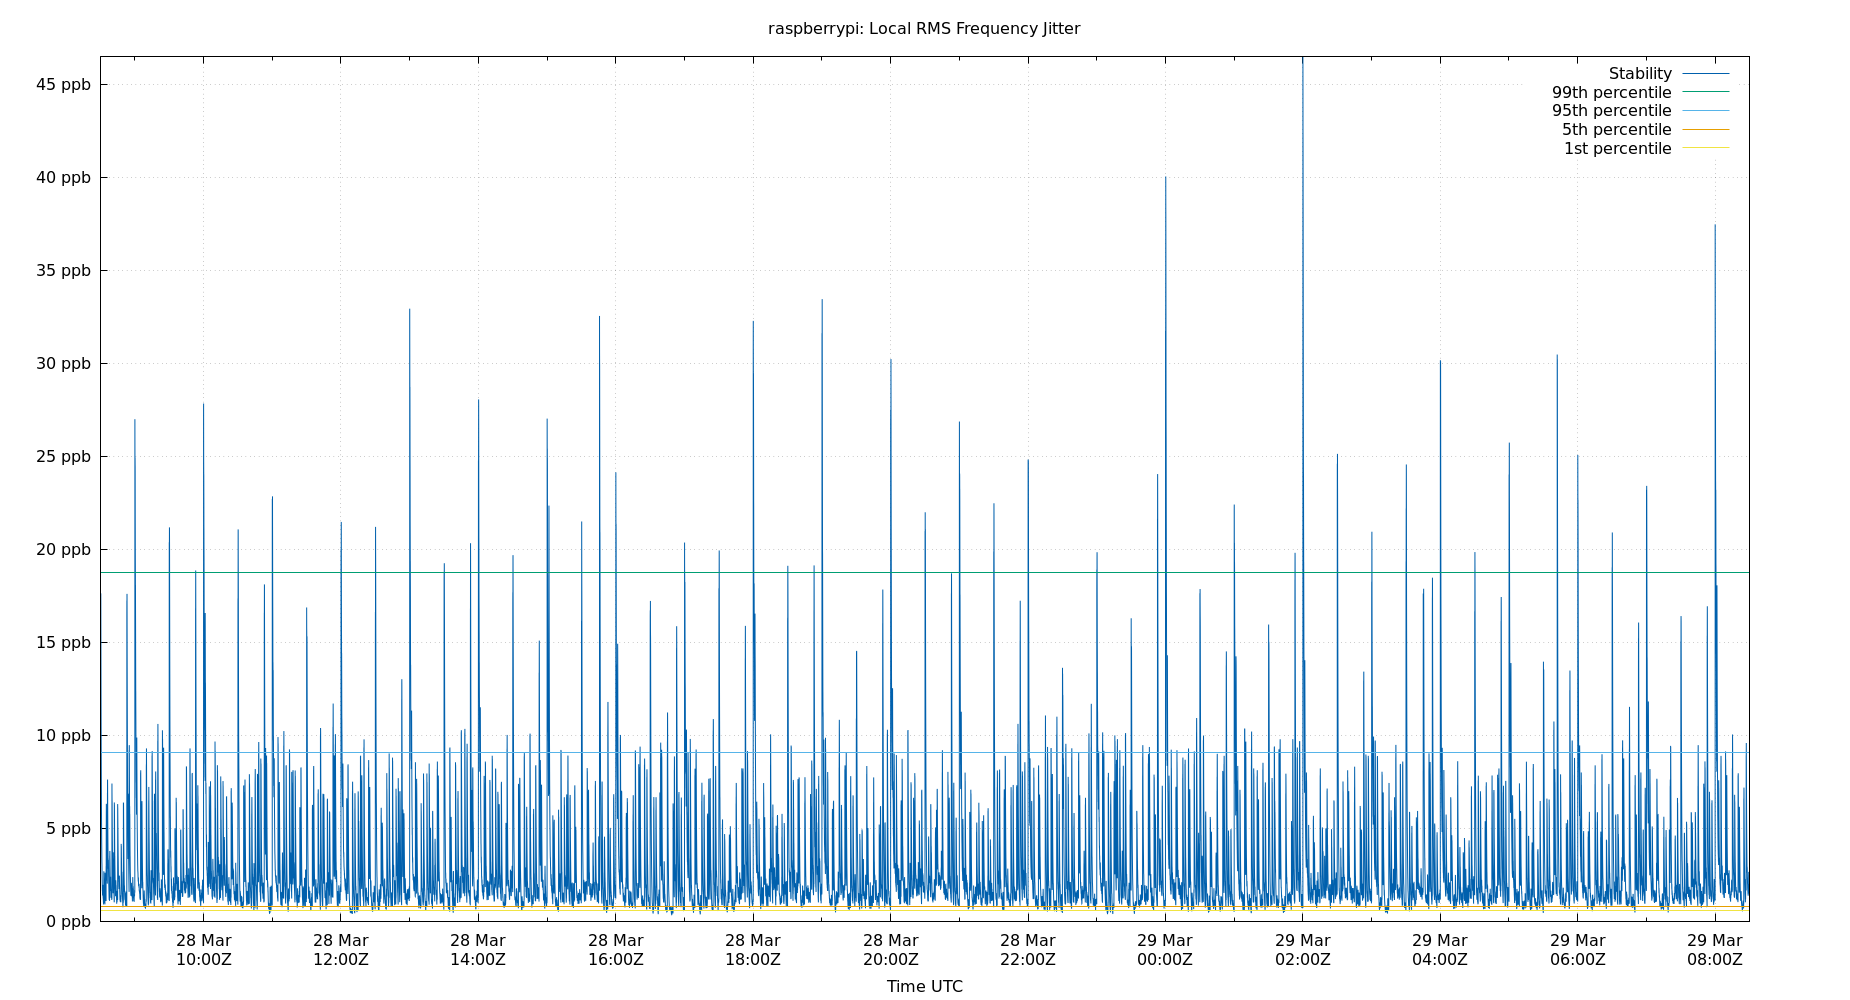 raspberrypi: Local RMS Frequency Jitter
Stability
99th percentile
95th percentile
5th percentile
1st percentile
45 ppb
40 ppb
35 ppb
30 ppb
25 ppb
20 ppb
15 ppb
10 ppb
5 ppb
0 ppb
28 Mar 28 Mar 28 Mar 28 Mar 28 Mar 28 Mar 28 Mar 29 Mar 29 Mar 29 Mar 29 Mar 29 Mar
10:00Z 12:00Z 14:00Z 16:00Z 18:00Z 20:00Z 22:00Z 00:00Z 02:00Z 04:00Z 06:00Z 08:00Z
Time UTC